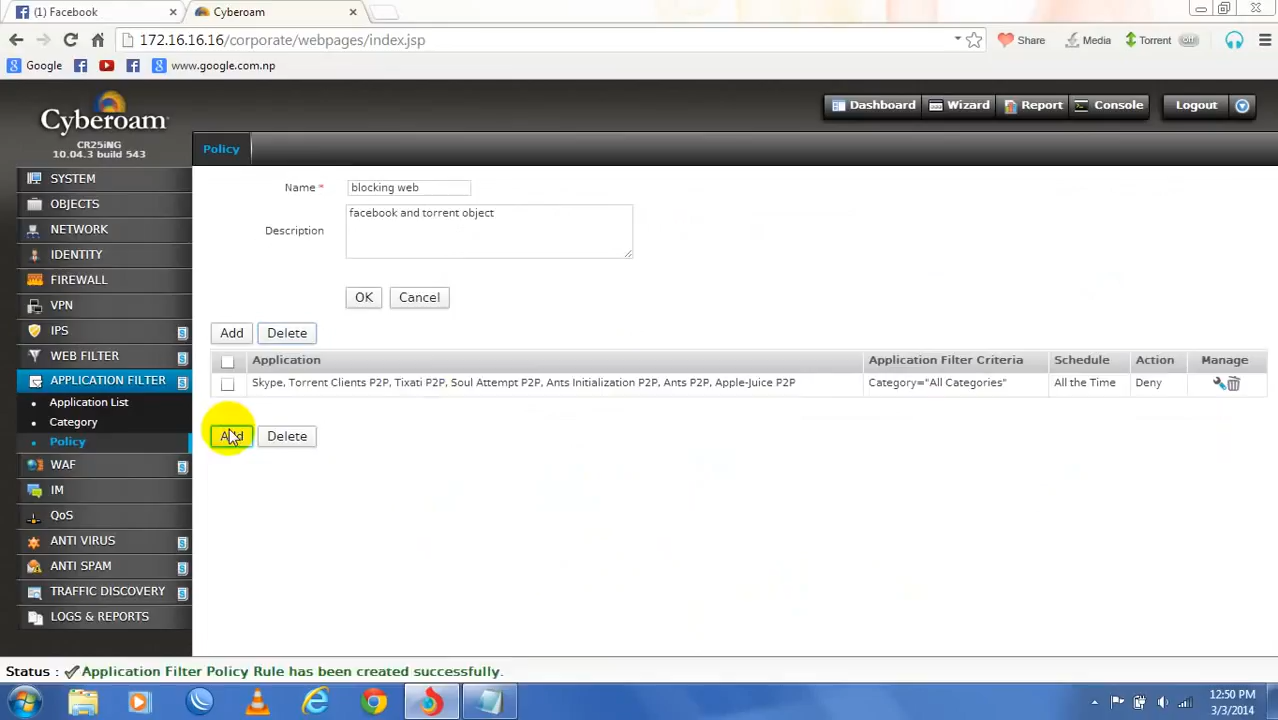 (1) Facebook
Cyberoam
172.16.16.16/corporate/webpages/index.jsp
Share
Media
Torrent
off
Google
www.google.com.np
Cyberoam
CR25iNG
10.04.3 build 543
Dashboard
Wizard
Report
Console
Logout
SYSTEM
OBJECTS
NETWORK
IDENTITY
FIREWALL
VPN
IPS
WEB FILTER
APPLICATION FILTER
Application List
Category
Policy
WAF
IM
QoS
ANTI VIRUS
ANTI SPAM
TRAFFIC DISCOVERY
LOGS & REPORTS
Policy
Name * blocking web
Description facebook and torrent object
OK Cancel
Add Delete
Application Application Filter Criteria Schedule Action Manage
Skype, Torrent Clients P2P, Tixati P2P, Soul Attempt P2P, Ants Initialization P2P, Ants P2P, Apple-Juice P2P Category="All Categories" All the Time Deny
Add Delete
Status : Application Filter Policy Rule has been created successfully.
12:50 PM
3/3/2014